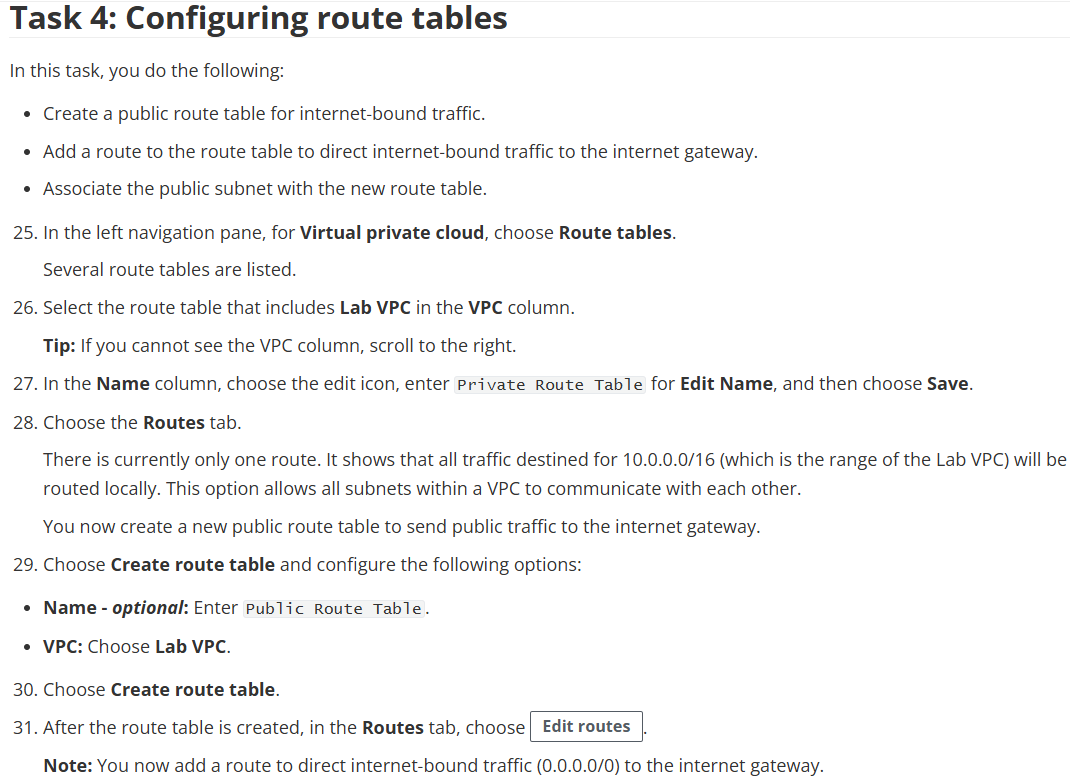 Task 4: Configuring route tables
In this task, you do the following:
• Create a public route table for internet-bound traffic.
• Add a route to the route table to direct internet-bound traffic to the internet gateway.
• Associate the public subnet with the new route table.
25. In the left navigation pane, for Virtual private cloud, choose Route tables.
Several route tables are listed.
26. Select the route table that includes Lab VPC in the VPC column.
Tip: If you cannot see the VPC column, scroll to the right.
27. In the Name column, choose the edit icon, enter Private Route Table for Edit Name, and then choose Save.
28. Choose the Routes tab.
There is currently only one route. It shows that all traffic destined for 10.0.0.0/16 (which is the range of the Lab VPC) will be
routed locally. This option allows all subnets within a VPC to communicate with each other.
You now create a new public route table to send public traffic to the internet gateway.
29. Choose Create route table and configure the following options:
• Name - optional: Enter Public Route Table.
• VPC: Choose Lab VPC.
30. Choose Create route table.
31. After the route table is created, in the Routes tab, choose Edit routes.
Note: You now add a route to direct internet-bound traffic (0.0.0.0/0) to the internet gateway.